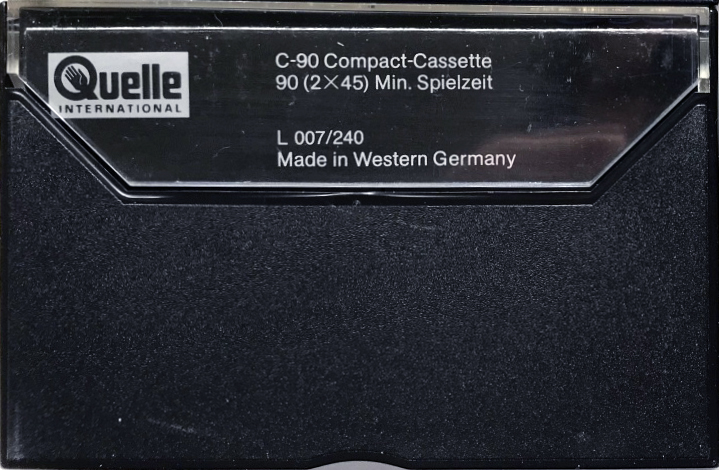 Quelle
INTERNATIONAL
C-90 Compact-Cassette
90 (2×45) Min. Spielzeit
L 007/240
Made in Western Germany